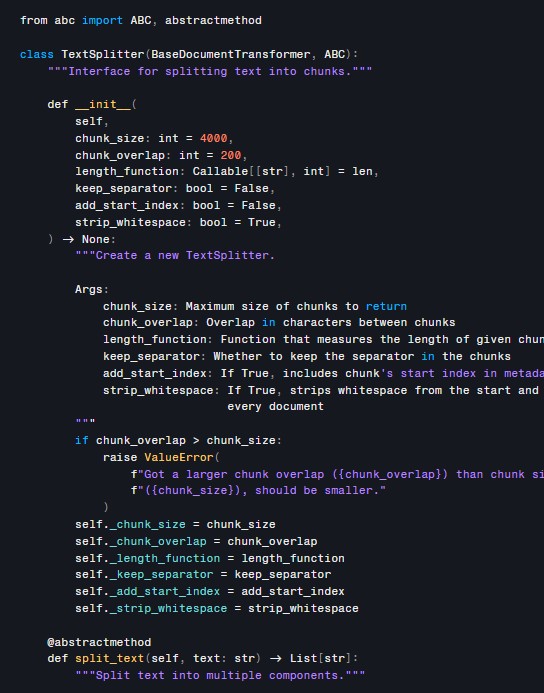 from abc import ABC, abstractmethod

class TextSplitter(BaseDocumentTransformer, ABC):
    """Interface for splitting text into chunks."""

    def __init__(
        self,
        chunk_size: int = 4000,
        chunk_overlap: int = 200,
        length_function: Callable[[str], int] = len,
        keep_separator: bool = False,
        add_start_index: bool = False,
        strip_whitespace: bool = True,
    ) → None:
        """Create a new TextSplitter.

        Args:
            chunk_size: Maximum size of chunks to return
            chunk_overlap: Overlap in characters between chunks
            length_function: Function that measures the length of given
            keep_separator: Whether to keep the separator in the chunks
            add_start_index: If True, includes chunk's start index in
            strip_whitespace: If True, strips whitespace from the start and
                              every document
        """
        if chunk_overlap > chunk_size:
            raise ValueError(
                f"Got a larger chunk overlap ({chunk_overlap}) than chunk
                f"({chunk_size}), should be smaller."
            )
        self._chunk_size = chunk_size
        self._chunk_overlap = chunk_overlap
        self._length_function = length_function
        self._keep_separator = keep_separator
        self._add_start_index = add_start_index
        self._strip_whitespace = strip_whitespace

    @abstractmethod
    def split_text(self, text: str) → List[str]:
        """Split text into multiple components."""